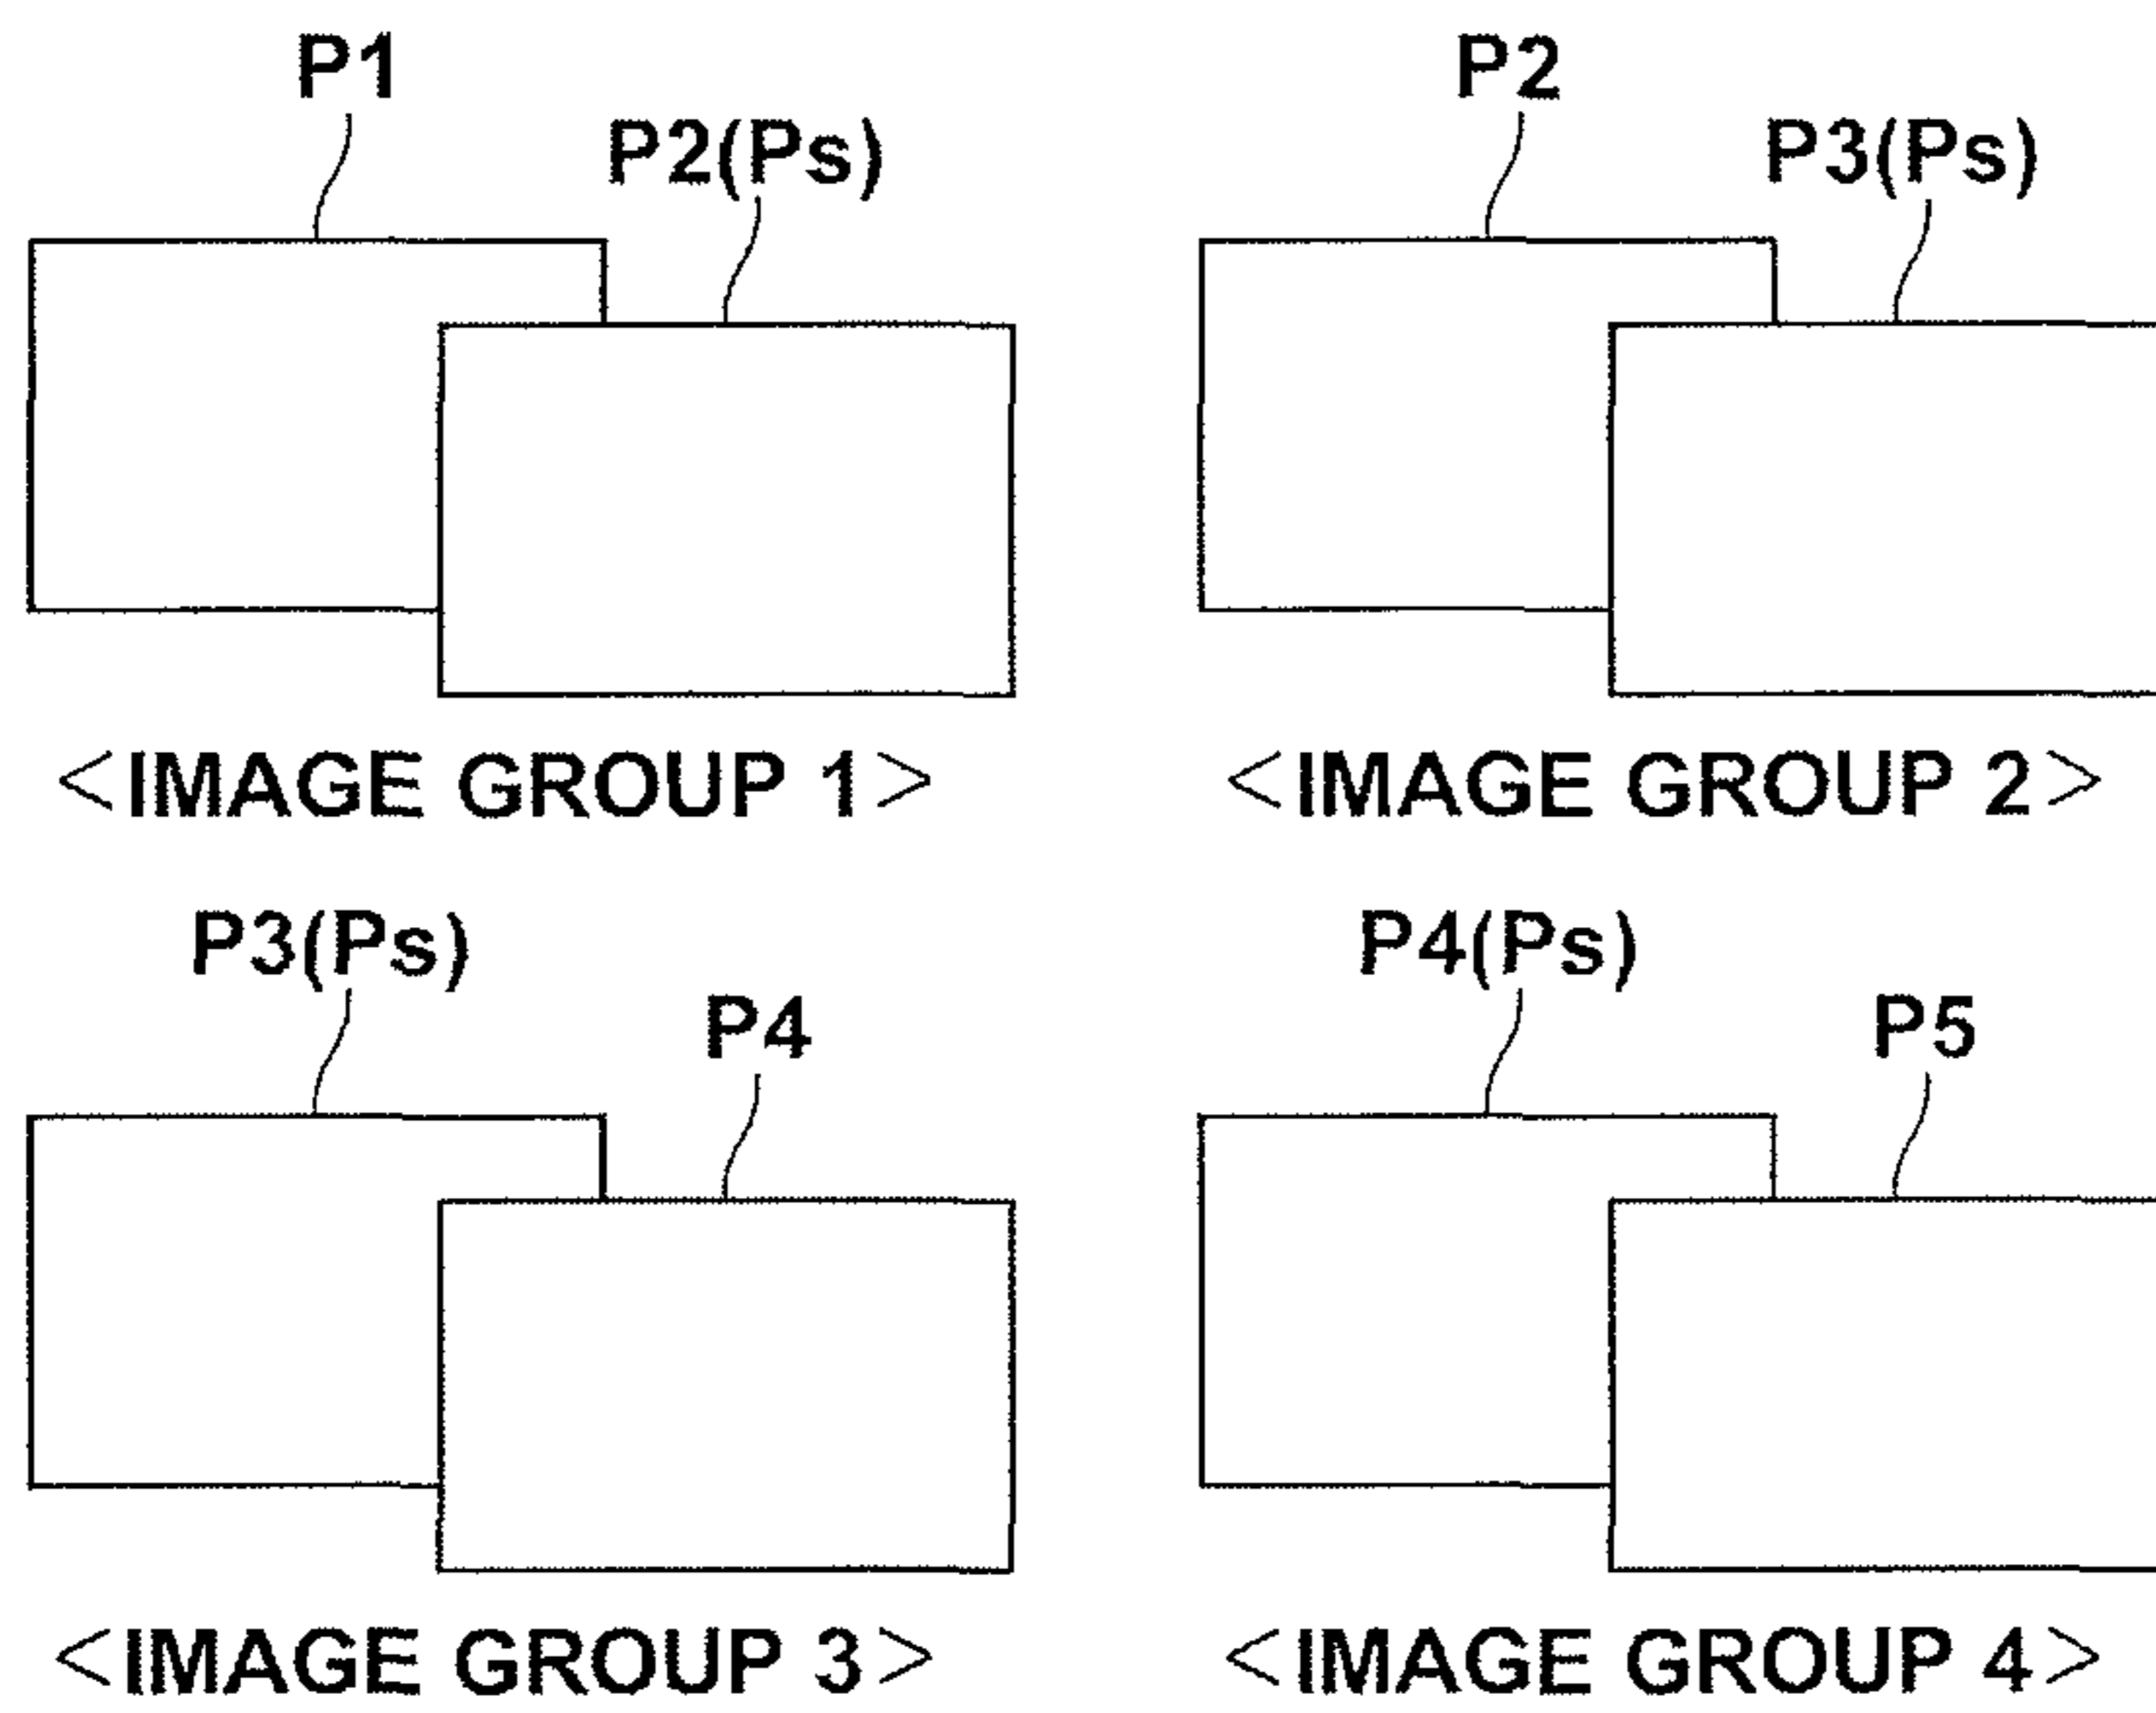 P1
P2(Ps)
<IMAGE GROUP 1>
P2
P3(Ps)
<IMAGE GROUP 2>
P3(Ps)
P4
<IMAGE GROUP 3>
P4(Ps)
P5
<IMAGE GROUP 4>